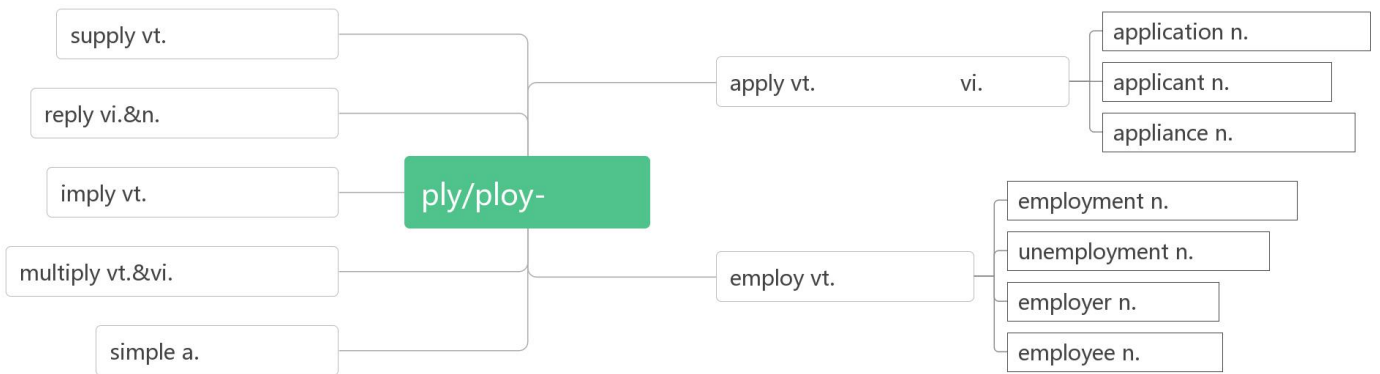 supply vt.
reply vi.&n.
imply vt.
multiply vt.&vi.
simple a.
ply/ploy-
apply vt. vi.
application n.
applicant n.
appliance n.
employ vt.
employment n.
unemployment n.
employer n.
employee n.